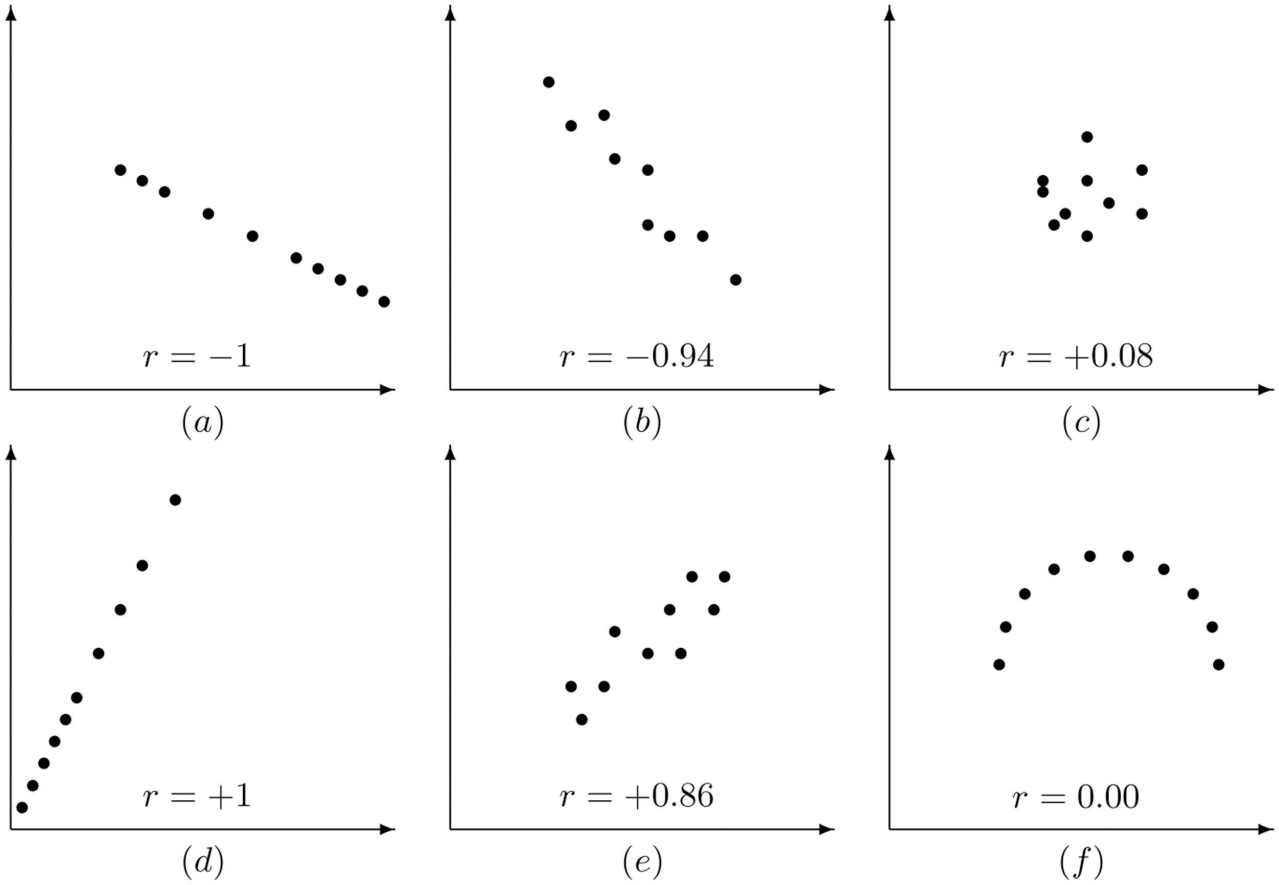 r = −1
r = −0.94
r = +0.08
(a)
(b)
(c)
r = +1
r = +0.86
r = 0.00
(d)
(e)
(f)